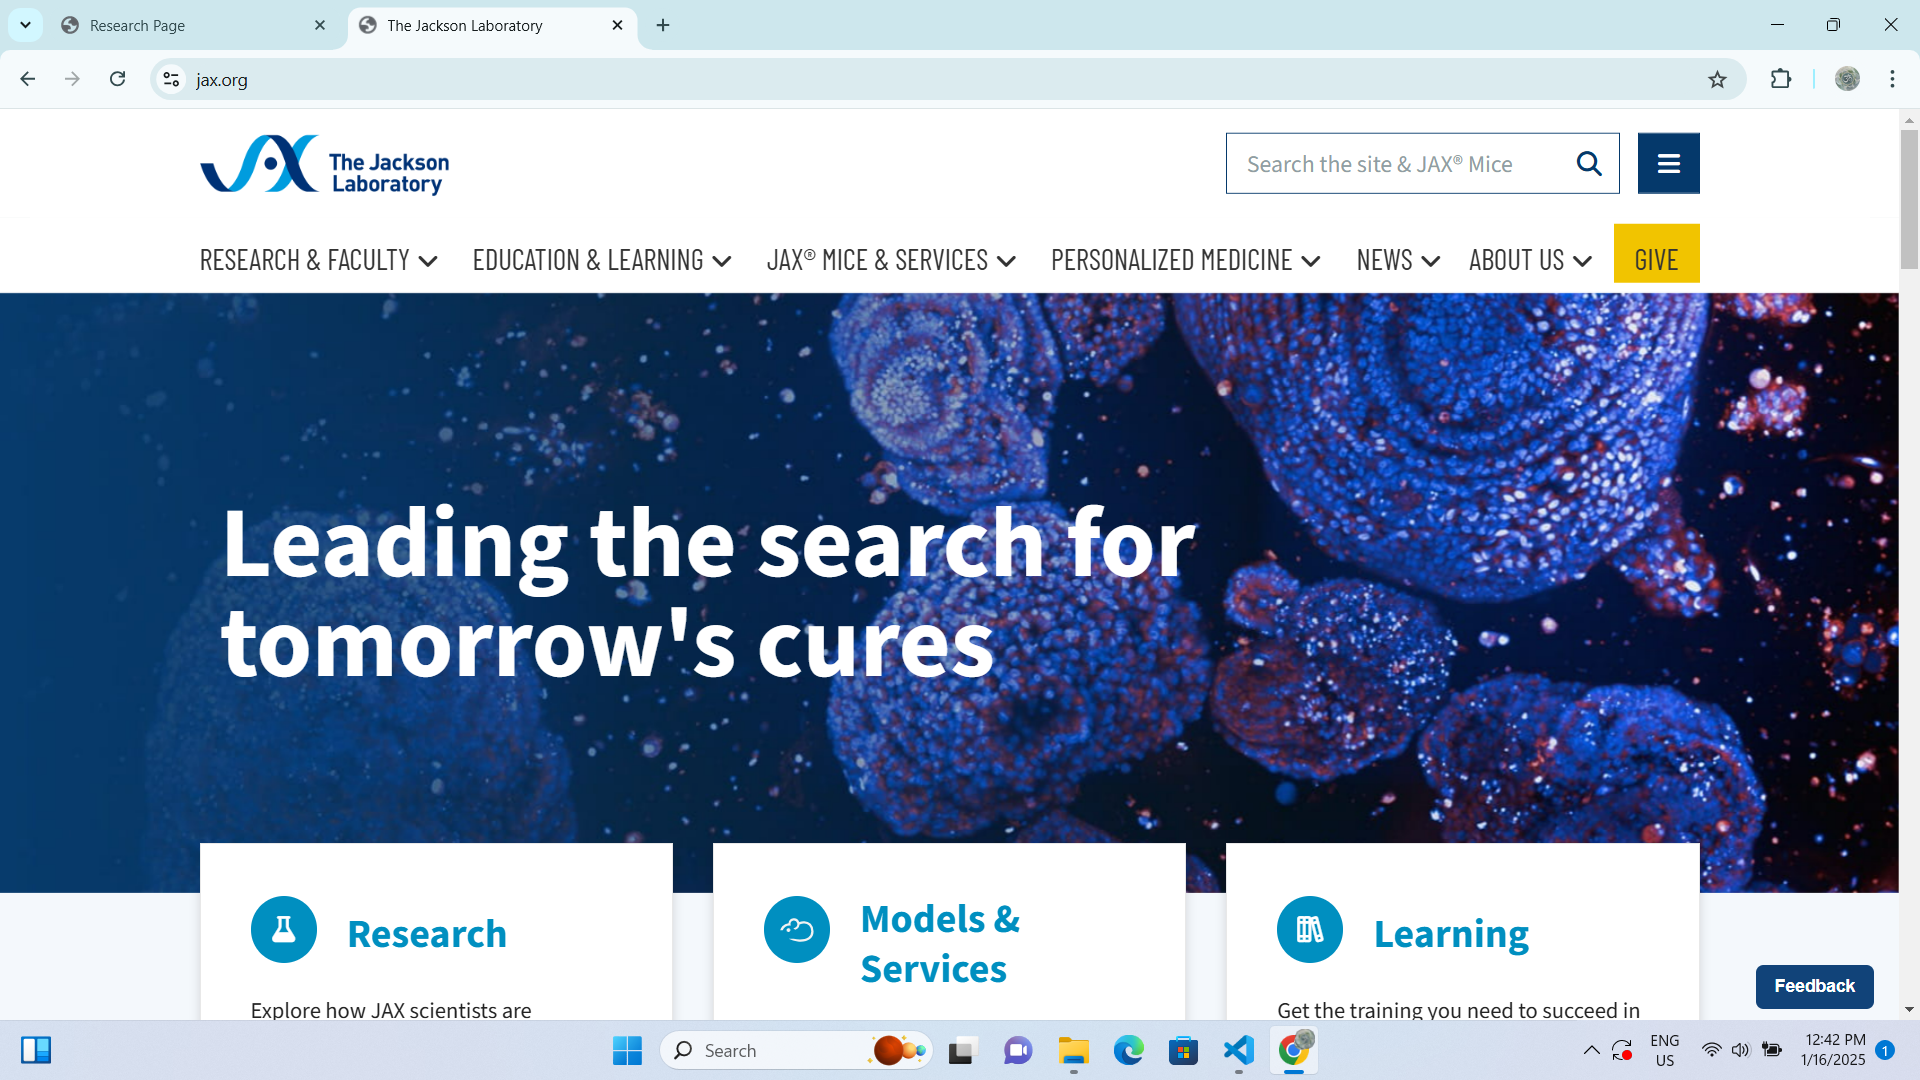 Research Page
The Jackson Laboratory
jax.org
The Jackson
Laboratory
Search the site & JAX® Mice
RESEARCH & FACULTY
EDUCATION & LEARNING
JAX® MICE & SERVICES
PERSONALIZED MEDICINE
NEWS
ABOUT US
GIVE
Leading the search for
tomorrow's cures
Research
Models &
Services
Learning
Explore how JAX scientists are
Get the training you need to succeed in
Feedback
Search
ENG
US
12:42 PM
1/16/2025
1